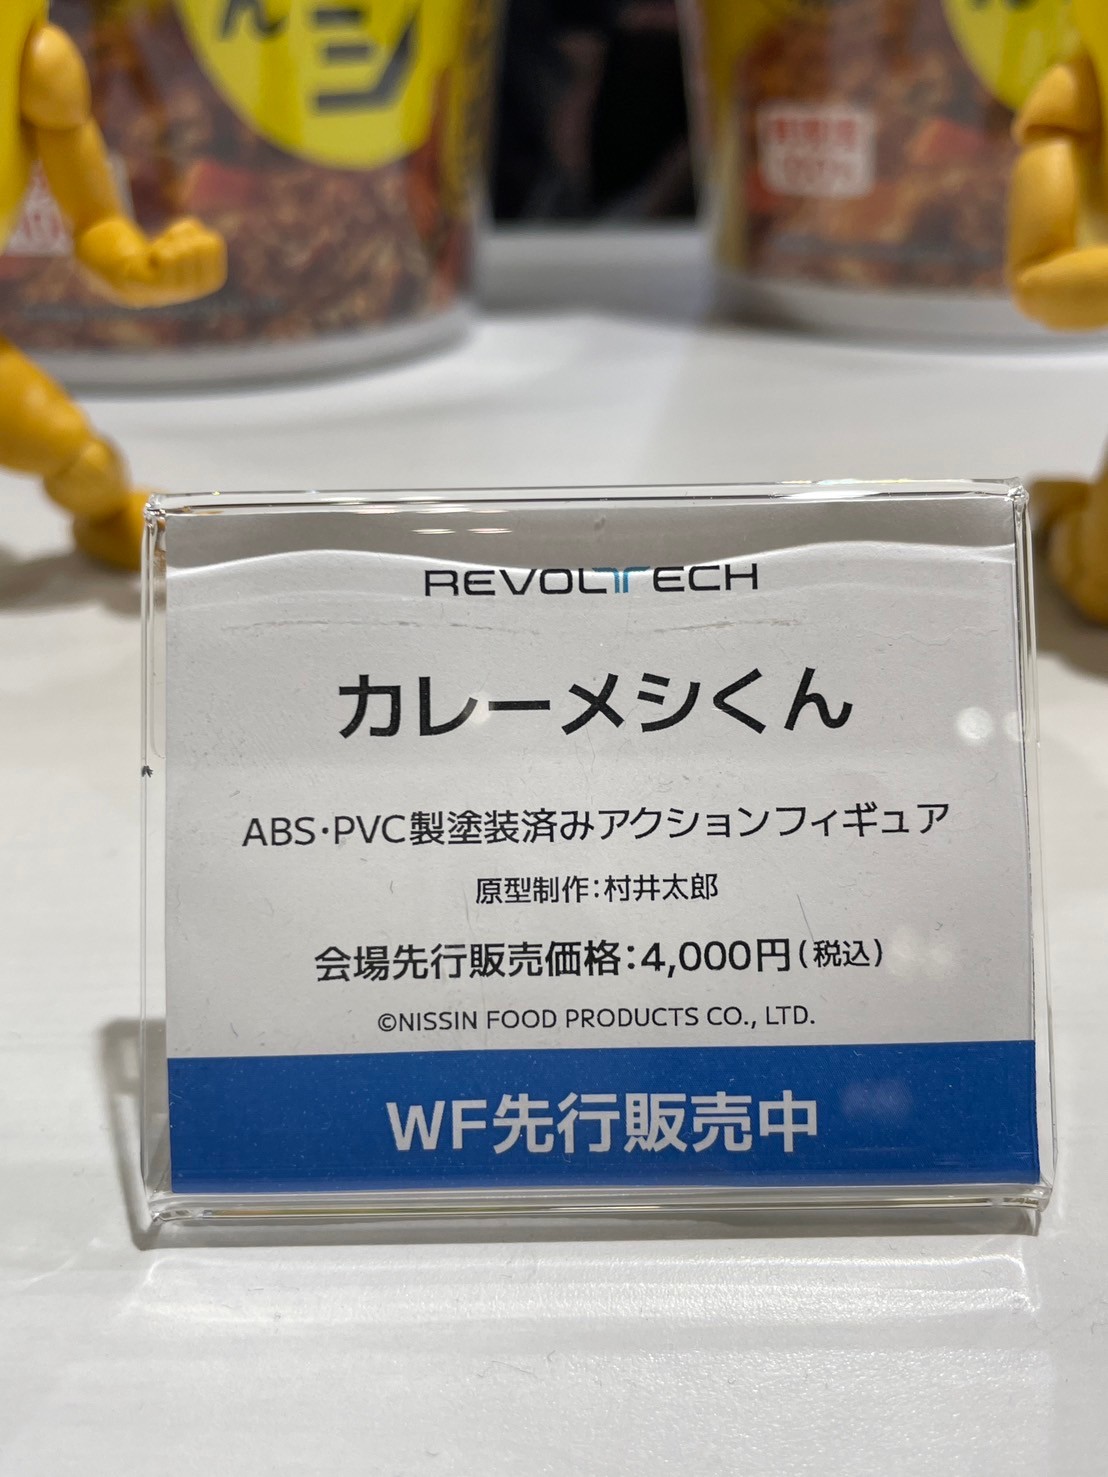 ん
シ
REVOLTECH
カレーメシくん
ABS・PVC製塗装済みアクションフィギュア
原型制作：村井太郎
会場先行販売価格：4,000円（税込）
©NISSIN FOOD PRODUCTS CO., LTD.
WF先行販売中